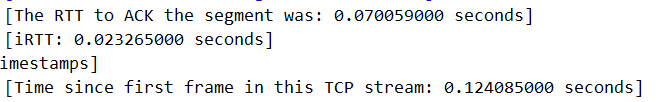 [The RTT to ACK the segment was: 0.070059000 seconds]
[iRTT: 0.023265000 seconds]
imestamps]
[Time since first frame in this TCP stream: 0.124085000 seconds]